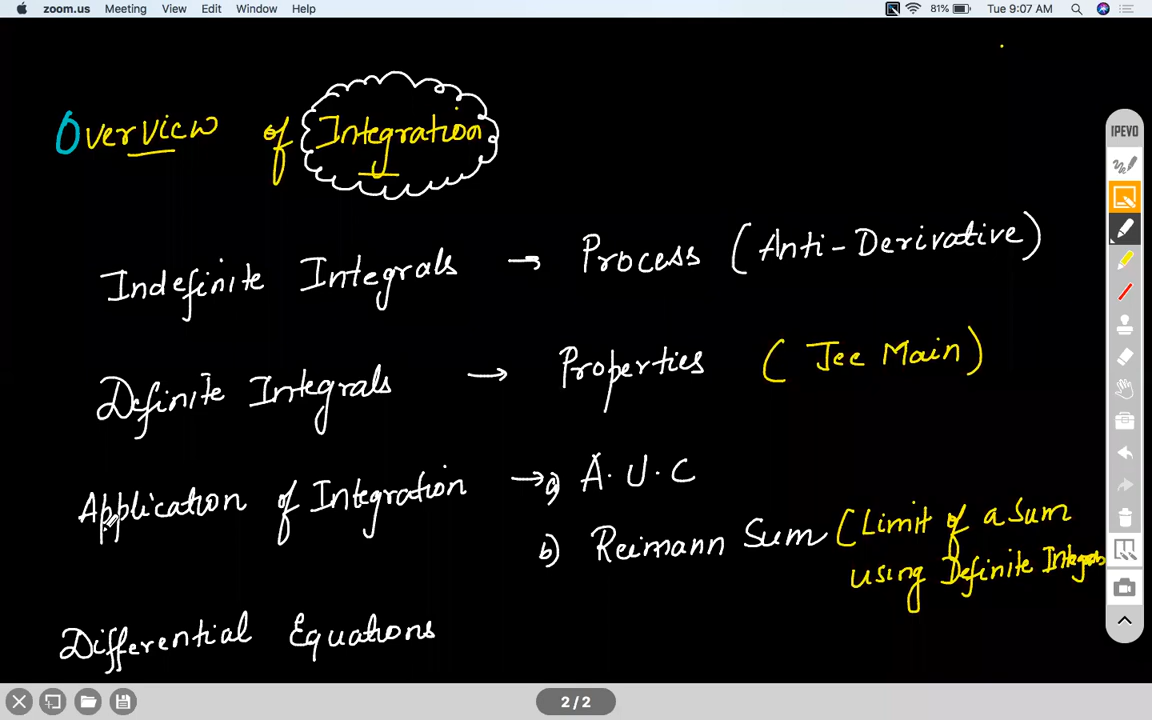 zoom.us Meeting View Edit Window Help 81% Tue 9:07 AM
Overview of Integration
IPEVO
Indefinite Integrals → Process (Anti-Derivative)
Definite Integrals → Properties (Jee Main)
Application of Integration → a) A.U.C
b) Reimann Sum (Limit of a Sum
using Definite Integrals
Differential Equations
2/2